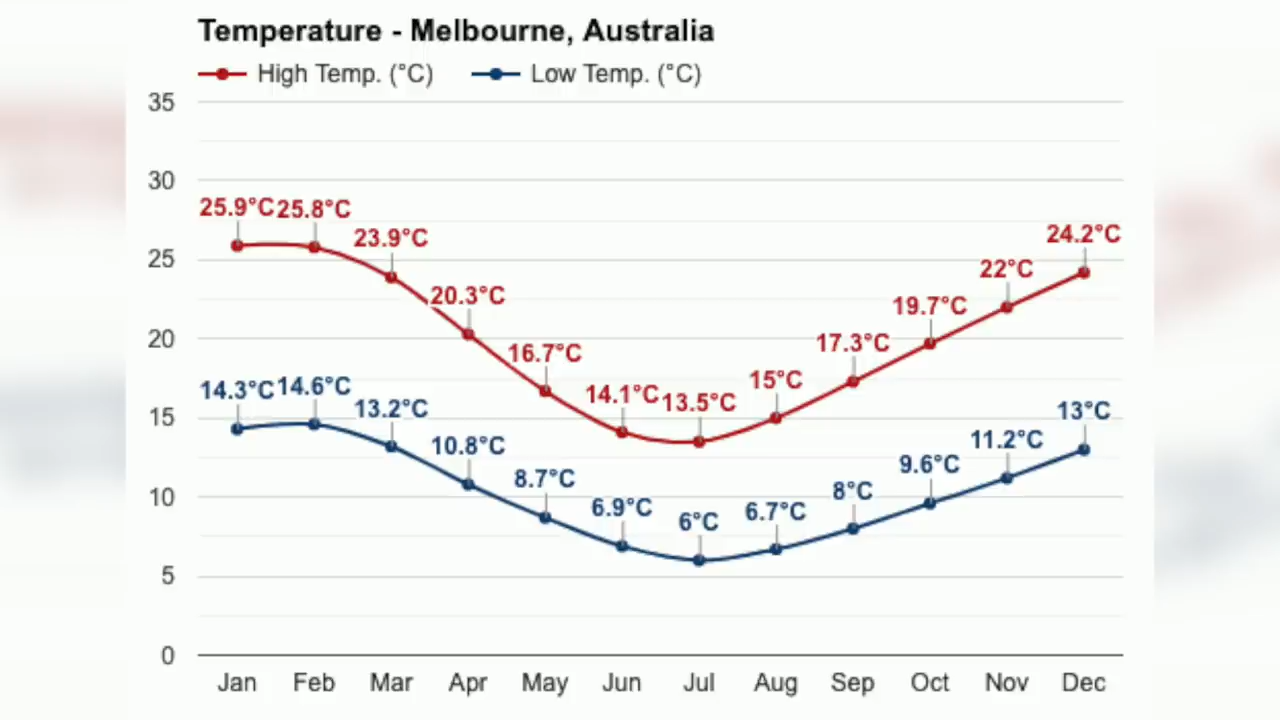 Temperature - Melbourne, Australia
High Temp. (°C) Low Temp. (°C)
35
30
25
20
15
10
5
0
25.9°C 25.8°C 23.9°C 20.3°C 16.7°C 14.1°C 13.5°C 15°C 17.3°C 19.7°C 22°C 24.2°C
14.3°C 14.6°C 13.2°C 10.8°C 8.7°C 6.9°C 6°C 6.7°C 8°C 9.6°C 11.2°C 13°C
Jan Feb Mar Apr May Jun Jul Aug Sep Oct Nov Dec